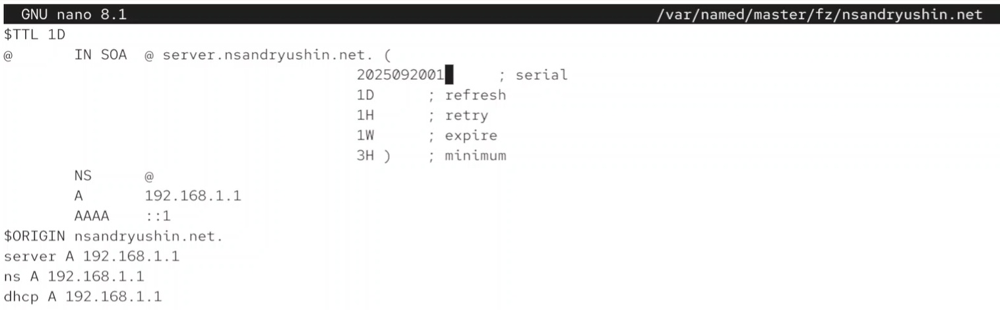 GNU nano 8.1 /var/named/master/fz/nsandryushin.net
$TTL 1D
@ IN SOA @ server.nsandryushin.net. (
2025092001 ; serial
1D ; refresh
1H ; retry
1W ; expire
3H ) ; minimum
NS @
A 192.168.1.1
AAAA ::1
$ORIGIN nsandryushin.net.
server A 192.168.1.1
ns A 192.168.1.1
dhcp A 192.168.1.1